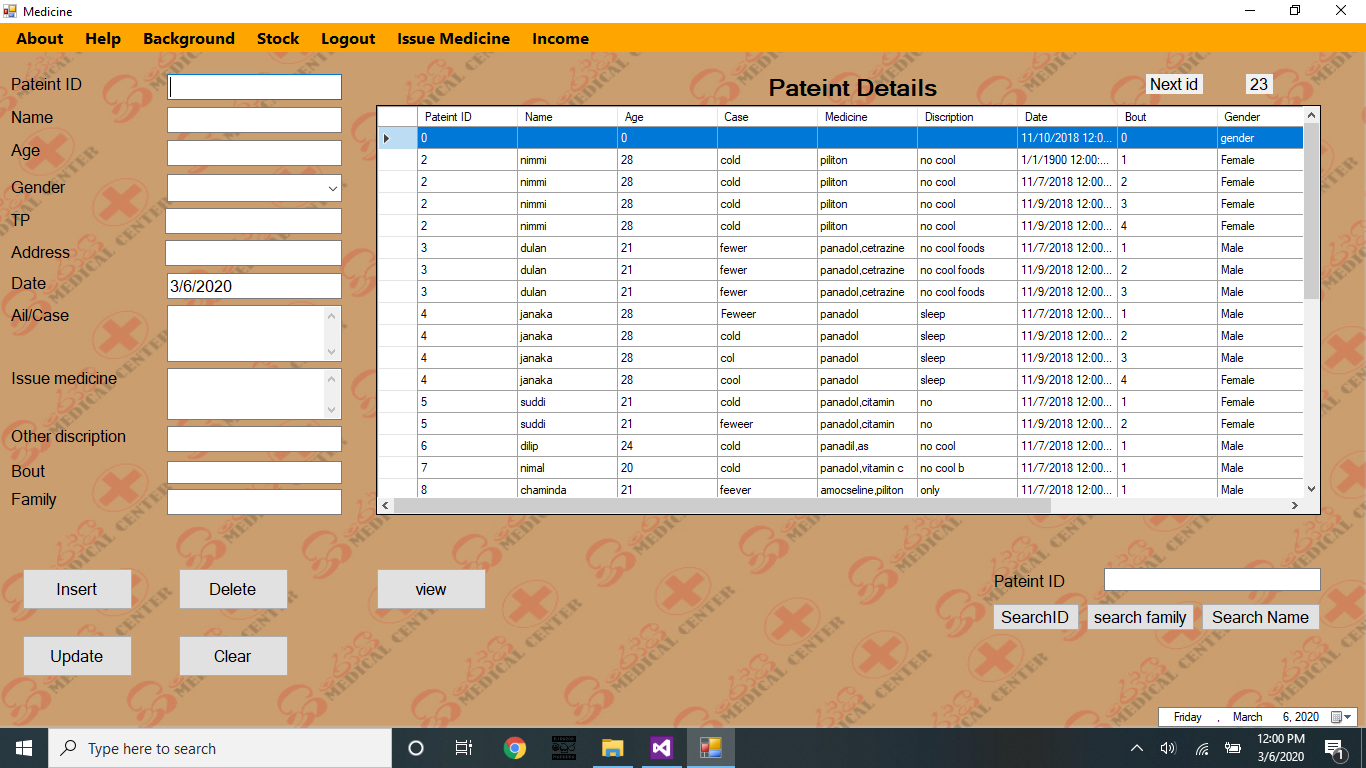 Medicine
About Help Background Stock Logout Issue Medicine Income
Pateint ID
Name
Age
Gender
TP
Address
Date 3/6/2020
Ail/Case
Issue medicine
Other discription
Bout
Family
Pateint Details
Next id 23
Pateint ID Name Age Case Medicine Discription Date Bout Gender
0 0 11/10/2018 12:0... 0 gender
2 nimmi 28 cold piliton no cool 1/1/1900 12:00:... 1 Female
2 nimmi 28 cold piliton no cool 11/7/2018 12:00... 2 Female
2 nimmi 28 cold piliton no cool 11/9/2018 12:00... 3 Female
2 nimmi 28 cold piliton no cool 11/9/2018 12:00... 4 Female
3 dulan 21 fewer panadol,cetrazine no cool foods 11/7/2018 12:00... 1 Male
3 dulan 21 fewer panadol,cetrazine no cool foods 11/9/2018 12:00... 2 Male
3 dulan 21 fewer panadol,cetrazine no cool foods 11/9/2018 12:00... 3 Male
4 janaka 28 Feweer panadol sleep 11/7/2018 12:00... 1 Male
4 janaka 28 cold panadol sleep 11/9/2018 12:00... 2 Male
4 janaka 28 col panadol sleep 11/9/2018 12:00... 3 Male
4 janaka 28 cool panadol sleep 11/9/2018 12:00... 4 Female
5 suddi 21 cold panadol,citamin no 11/7/2018 12:00... 1 Female
5 suddi 21 feweer panadol,citamin no 11/9/2018 12:00... 2 Female
6 dilip 24 cold panadil,as no cool 11/7/2018 12:00... 1 Male
7 nimal 20 cold panadol,vitamin c no cool b 11/7/2018 12:00... 1 Male
8 chaminda 21 feever amocseline,piliton only 11/7/2018 12:00... 1 Male
Insert Delete view
Update Clear
Pateint ID
SearchID search family Search Name
Friday , March 6, 2020
MEDICAL CENTER
Type here to search
12:00 PM
3/6/2020
1